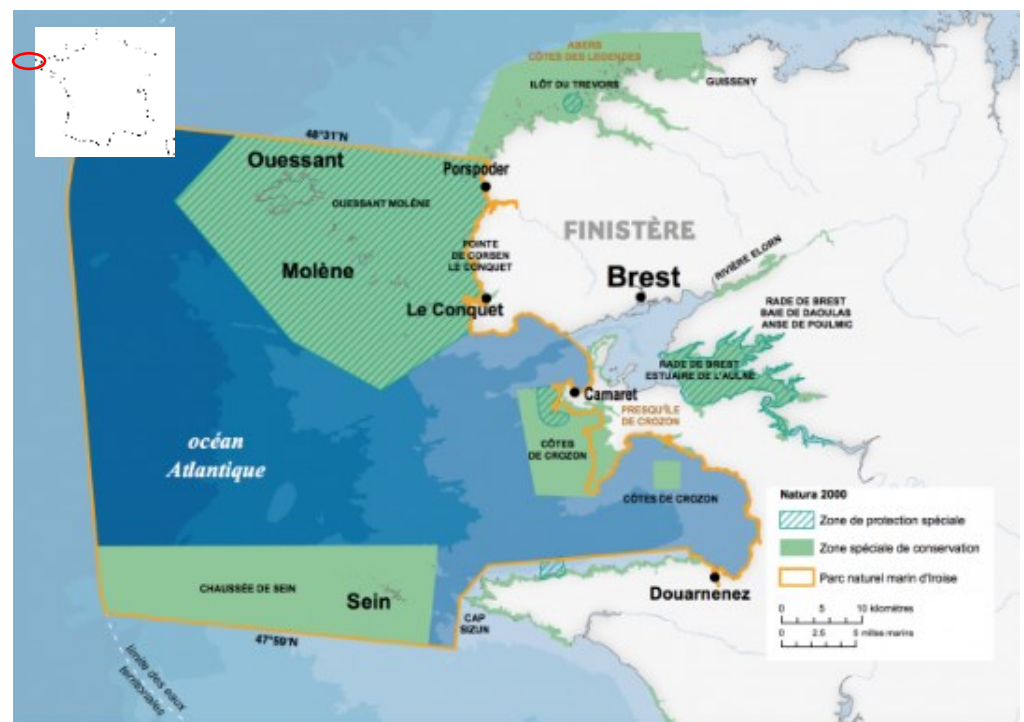 ABERS
CÔTES DES LEGENDES
ILÔT DU TREVORS
GUISSENY
48°31'N
Ouessant
Porspoder
OUESSANT MOLÈNE
FINISTÈRE
POINTE
DE CORSEN
LE CONQUET
Molène
Brest
RIVIÈRE ELORN
Le Conquet
RADE DE BREST
BAIE DE DAOULAS
ANSE DE POULMIC
RADE DE BREST
ESTUAIRE DE L'AULNE
Camaret
PRESQU'ÎLE
DE CROZON
océan
Atlantique
CÔTES
DE CROZON
CÔTES DE CROZON
Natura 2000
Zone de protection spéciale
Zone spéciale de conservation
Parc naturel marin d'Iroise
0 5 10 kilomètres
0 2.5 5 milles marins
CHAUSSÉE DE SEIN
Sein
Douarnenez
CAP
SIZUN
47°59'N
limite des eaux
territoriales